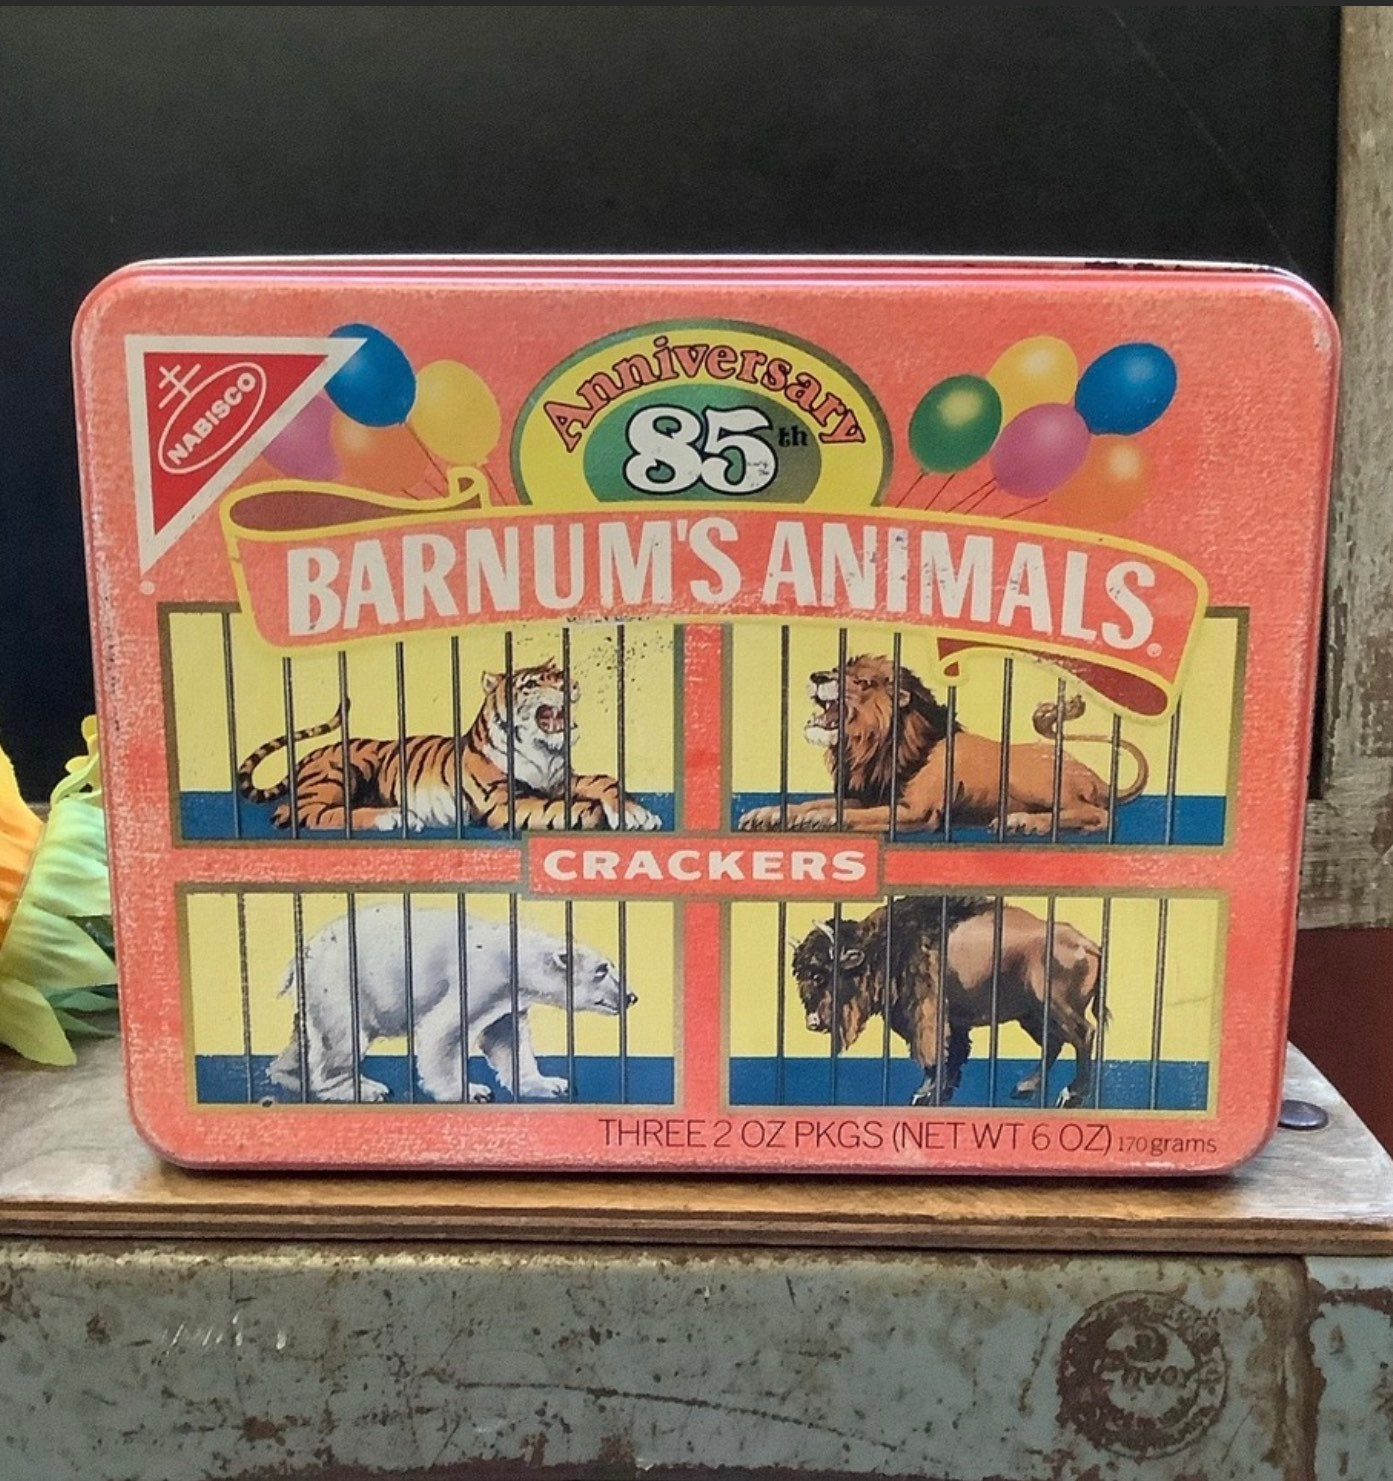 NABISCO
Anniversary
85th
BARNUM'S ANIMALS®
CRACKERS
THREE 2 OZ PKGS (NET WT 6 OZ) 170 grams